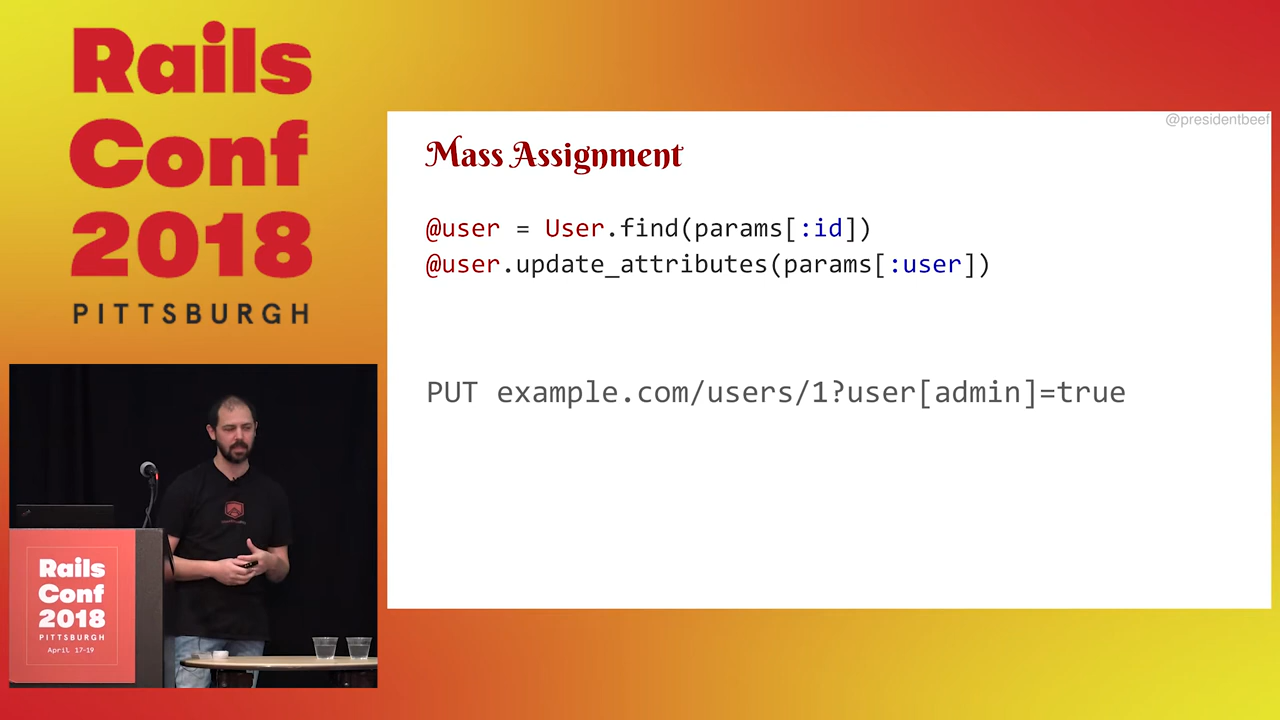 Rails
Conf
2018
PITTSBURGH
@presidentbeef
Mass Assignment
@user = User.find(params[:id])
@user.update_attributes(params[:user])
PUT example.com/users/1?user[admin]=true
Rails
Conf
2018
PITTSBURGH
April 17-19